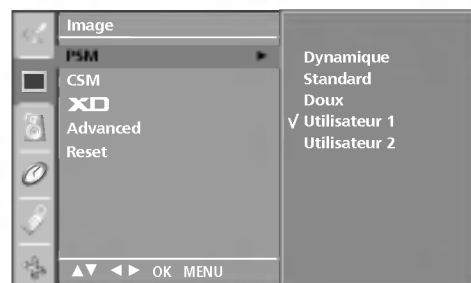 Image
PSM
CSM
XD
Advanced
Reset
▲▼ ◄► OK MENU
Dynamique
Standard
Doux
√ Utilisateur 1
Utilisateur 2